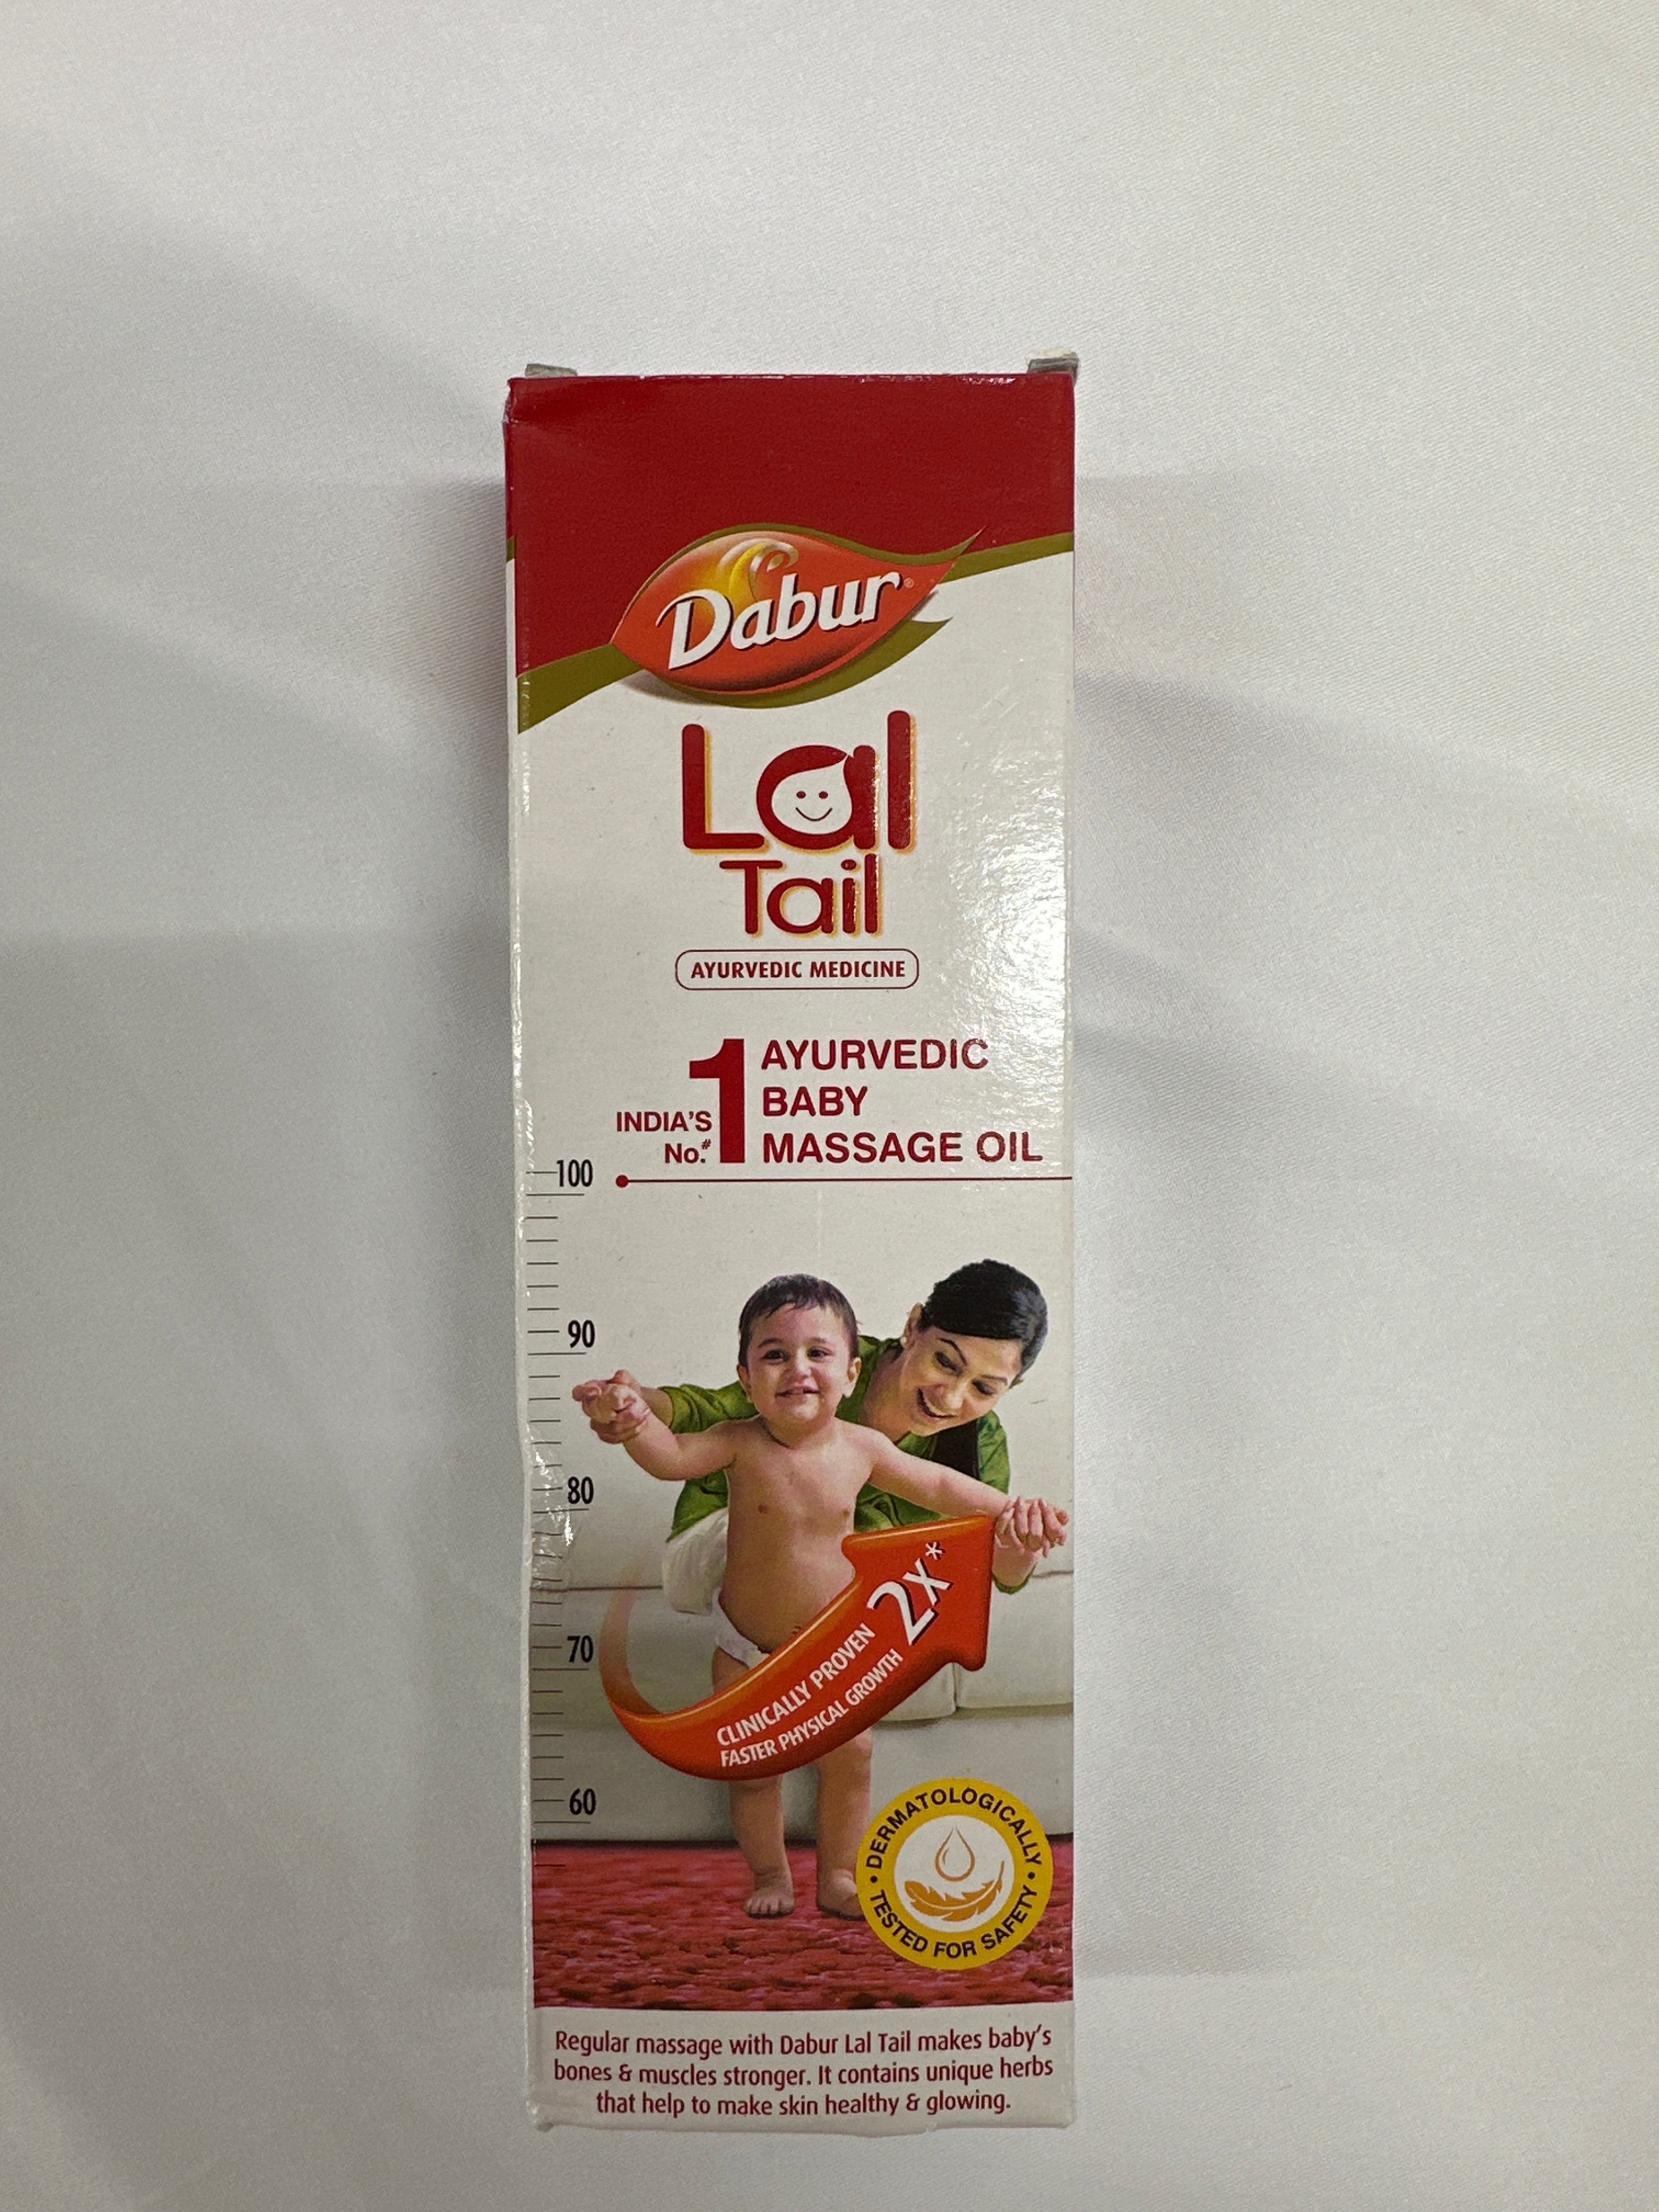 Dabur®
Lal
Tail
AYURVEDIC MEDICINE
INDIA'S
No.#
1
AYURVEDIC
BABY
MASSAGE OIL
100
90
80
70
60
CLINICALLY PROVEN
FASTER PHYSICAL GROWTH
2x*
• DERMATOLOGICALLY •
TESTED FOR SAFETY
Regular massage with Dabur Lal Tail makes baby's
bones & muscles stronger. It contains unique herbs
that help to make skin healthy & glowing.